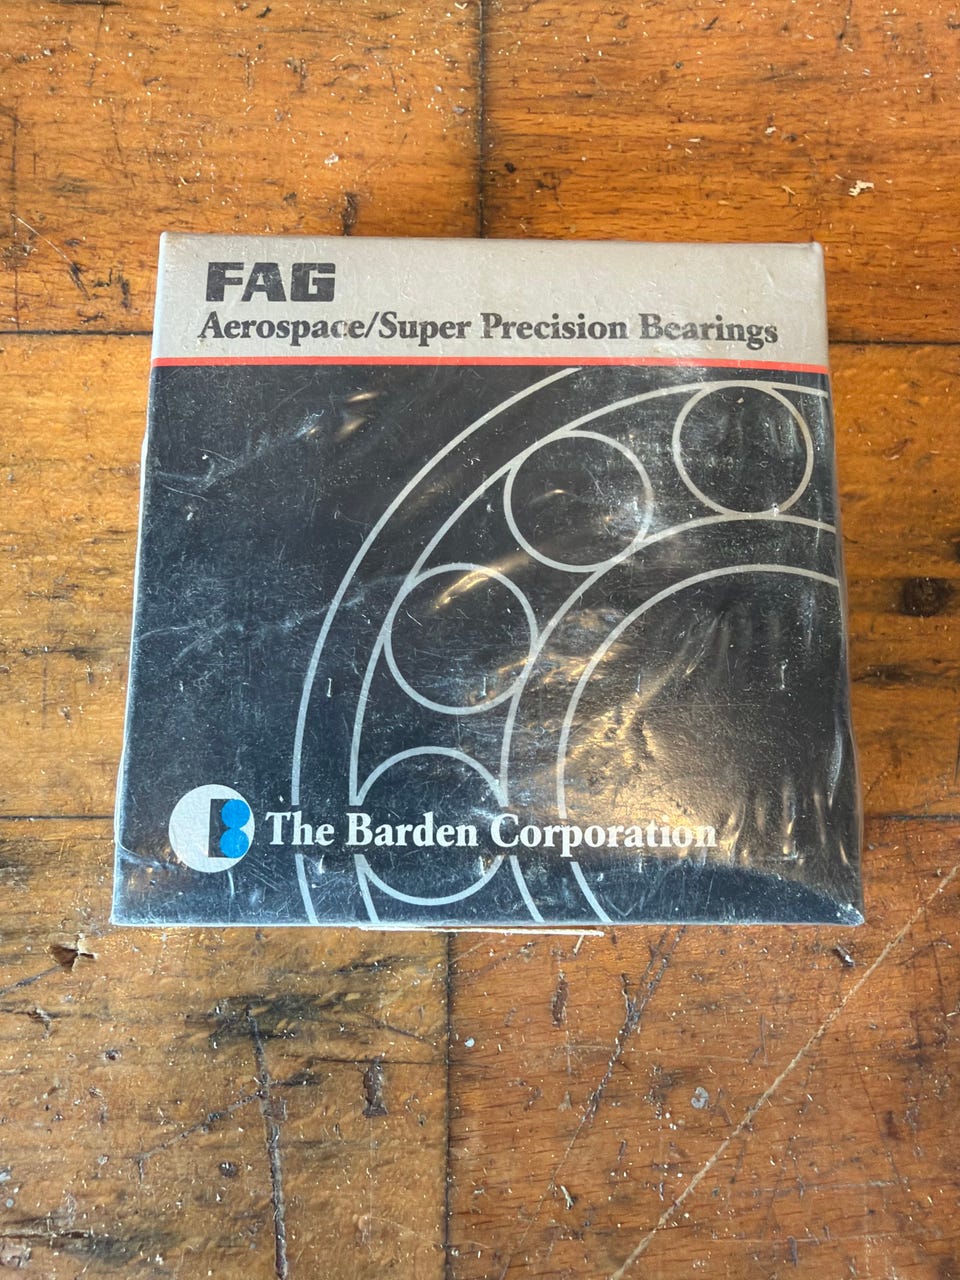 FAG
Aerospace/Super Precision Bearings
The Barden Corporation